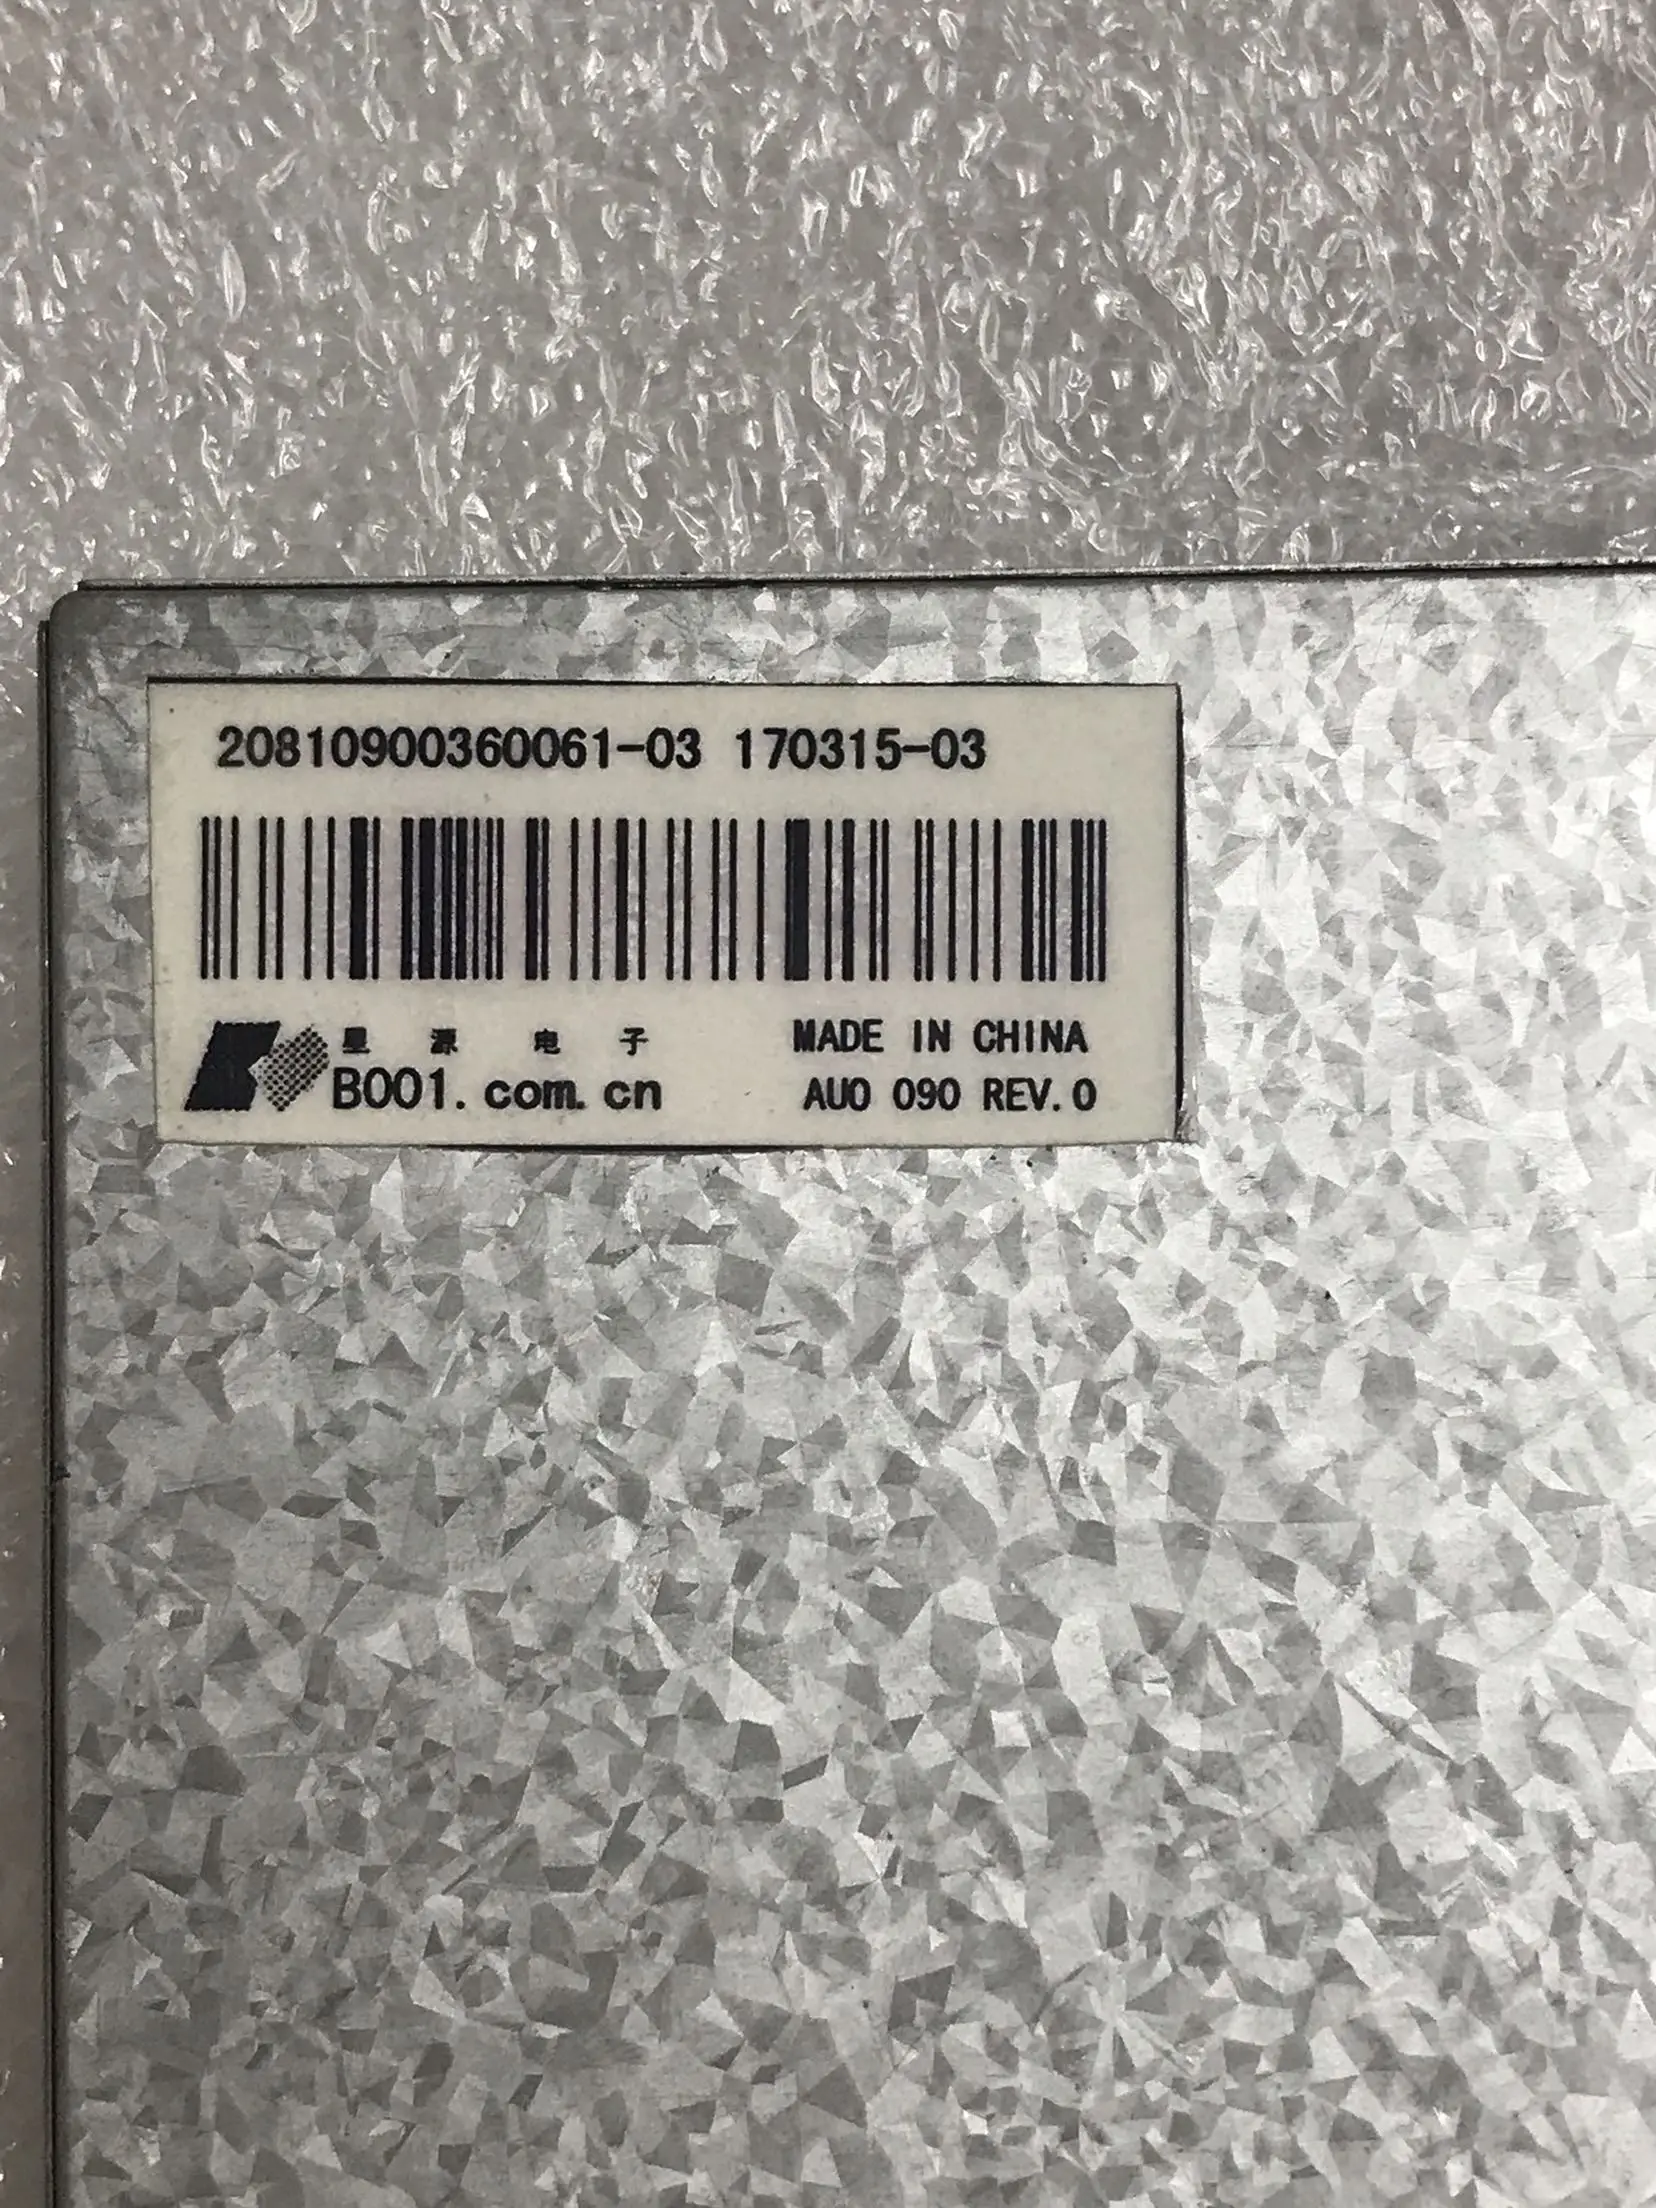 20810900360061-03 170315-03
星源电子
B001.com.cn
MADE IN CHINA
AUO 090 REV.0